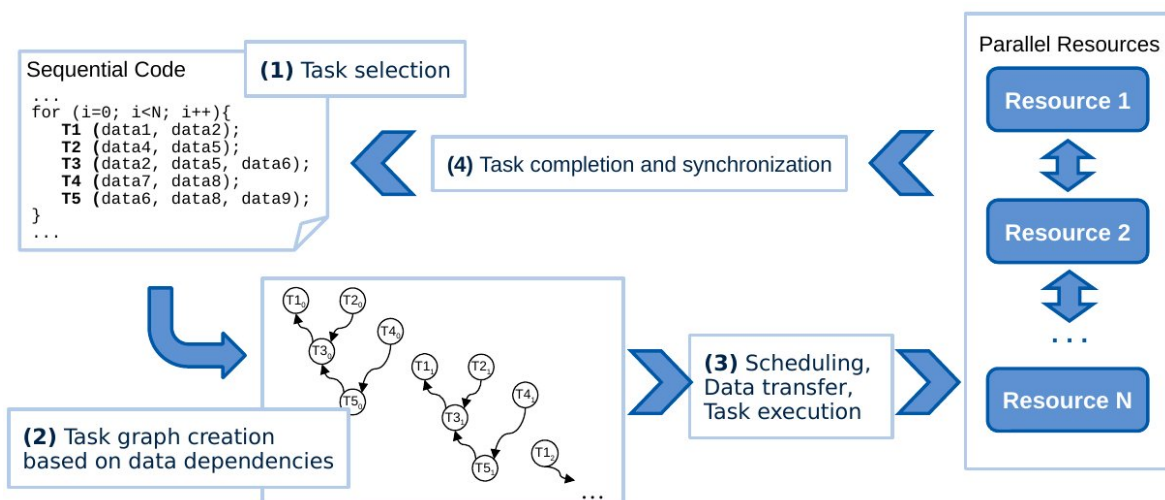 Sequential Code
(1) Task selection
...
for (i=0; i<N; i++){
T1 (data1, data2);
T2 (data4, data5);
T3 (data2, data5, data6);
T4 (data7, data8);
T5 (data6, data8, data9);
}
...
(4) Task completion and synchronization
Parallel Resources
Resource 1
Resource 2
...
Resource N
T1₀
T2₀
T4₀
T3₀
T5₀
T1₁
T2₁
T4₁
T3₁
T5₁
T1₂
...
(2) Task graph creation
based on data dependencies
(3) Scheduling,
Data transfer,
Task execution